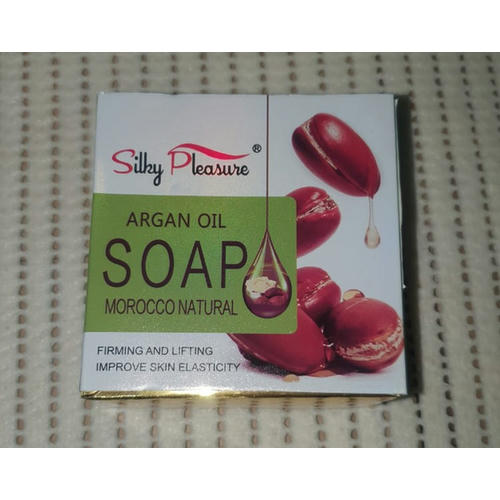 Silky Pleasure ®
ARGAN OIL
SOAP
MOROCCO NATURAL
FIRMING AND LIFTING
IMPROVE SKIN ELASTICITY